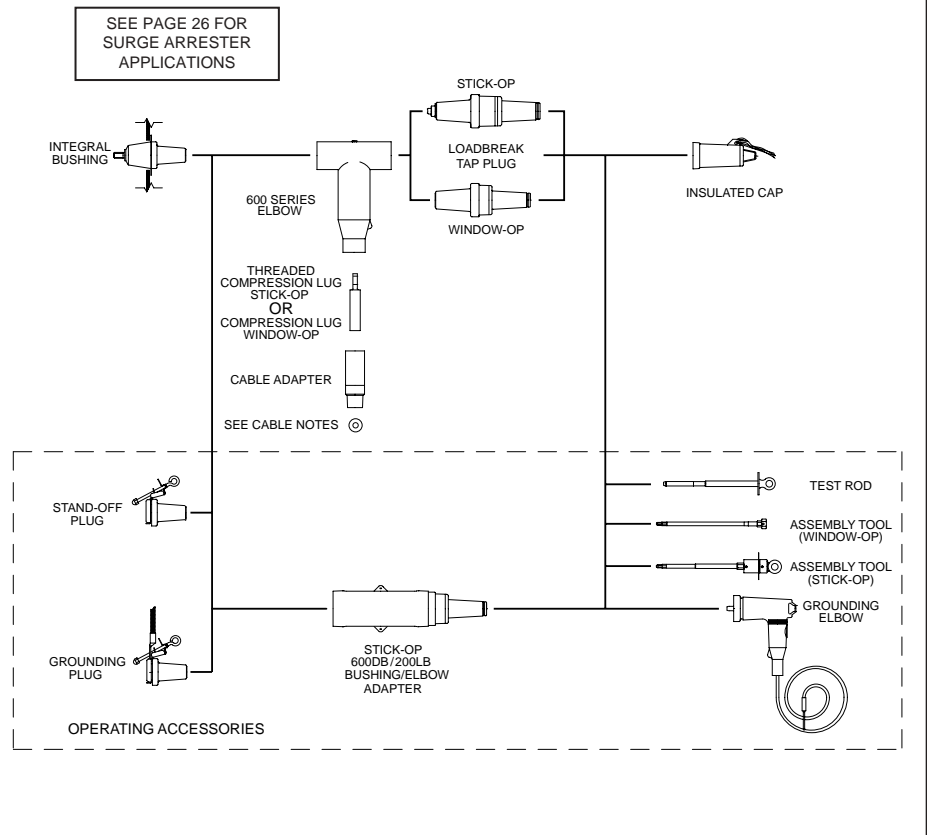 SEE PAGE 26 FOR
SURGE ARRESTER
APPLICATIONS
STICK-OP
INTEGRAL
BUSHING
LOADBREAK
TAP PLUG
600 SERIES
ELBOW
INSULATED CAP
WINDOW-OP
THREADED
COMPRESSION LUG
STICK-OP
OR
COMPRESSION LUG
WINDOW-OP
CABLE ADAPTER
SEE CABLE NOTES
STAND-OFF
PLUG
TEST ROD
ASSEMBLY TOOL
(WINDOW-OP)
ASSEMBLY TOOL
(STICK-OP)
GROUNDING
ELBOW
GROUNDING
PLUG
STICK-OP
600DB/200LB
BUSHING/ELBOW
ADAPTER
OPERATING ACCESSORIES